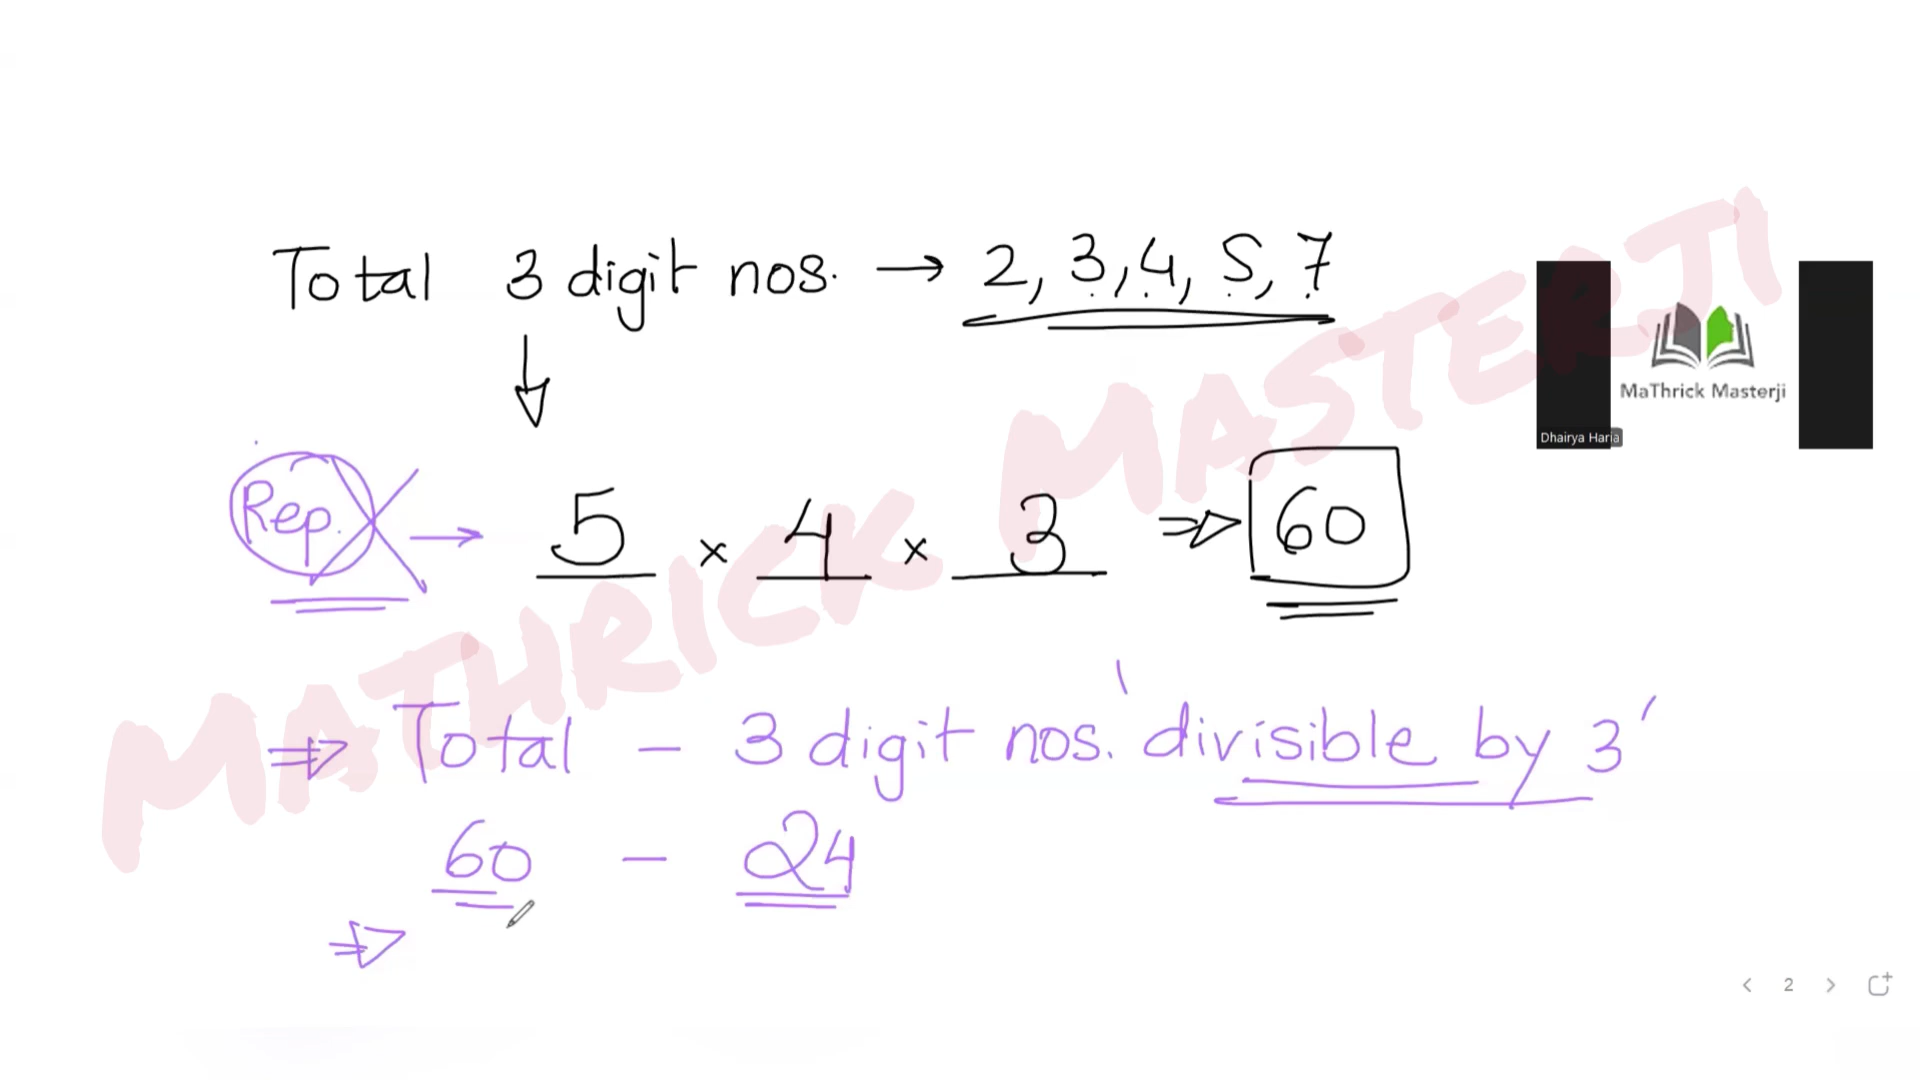 Total 3 digit nos. → 2, 3, 4, 5, 7
MaThrick Masterji
Dhairya Haria
Rep. → 5 × 4 × 3 ⇒ 60
⇒ Total - 3 digit nos. 'divisible by 3'
60 - 24
⇒
2
MATHRICK MASTERJI